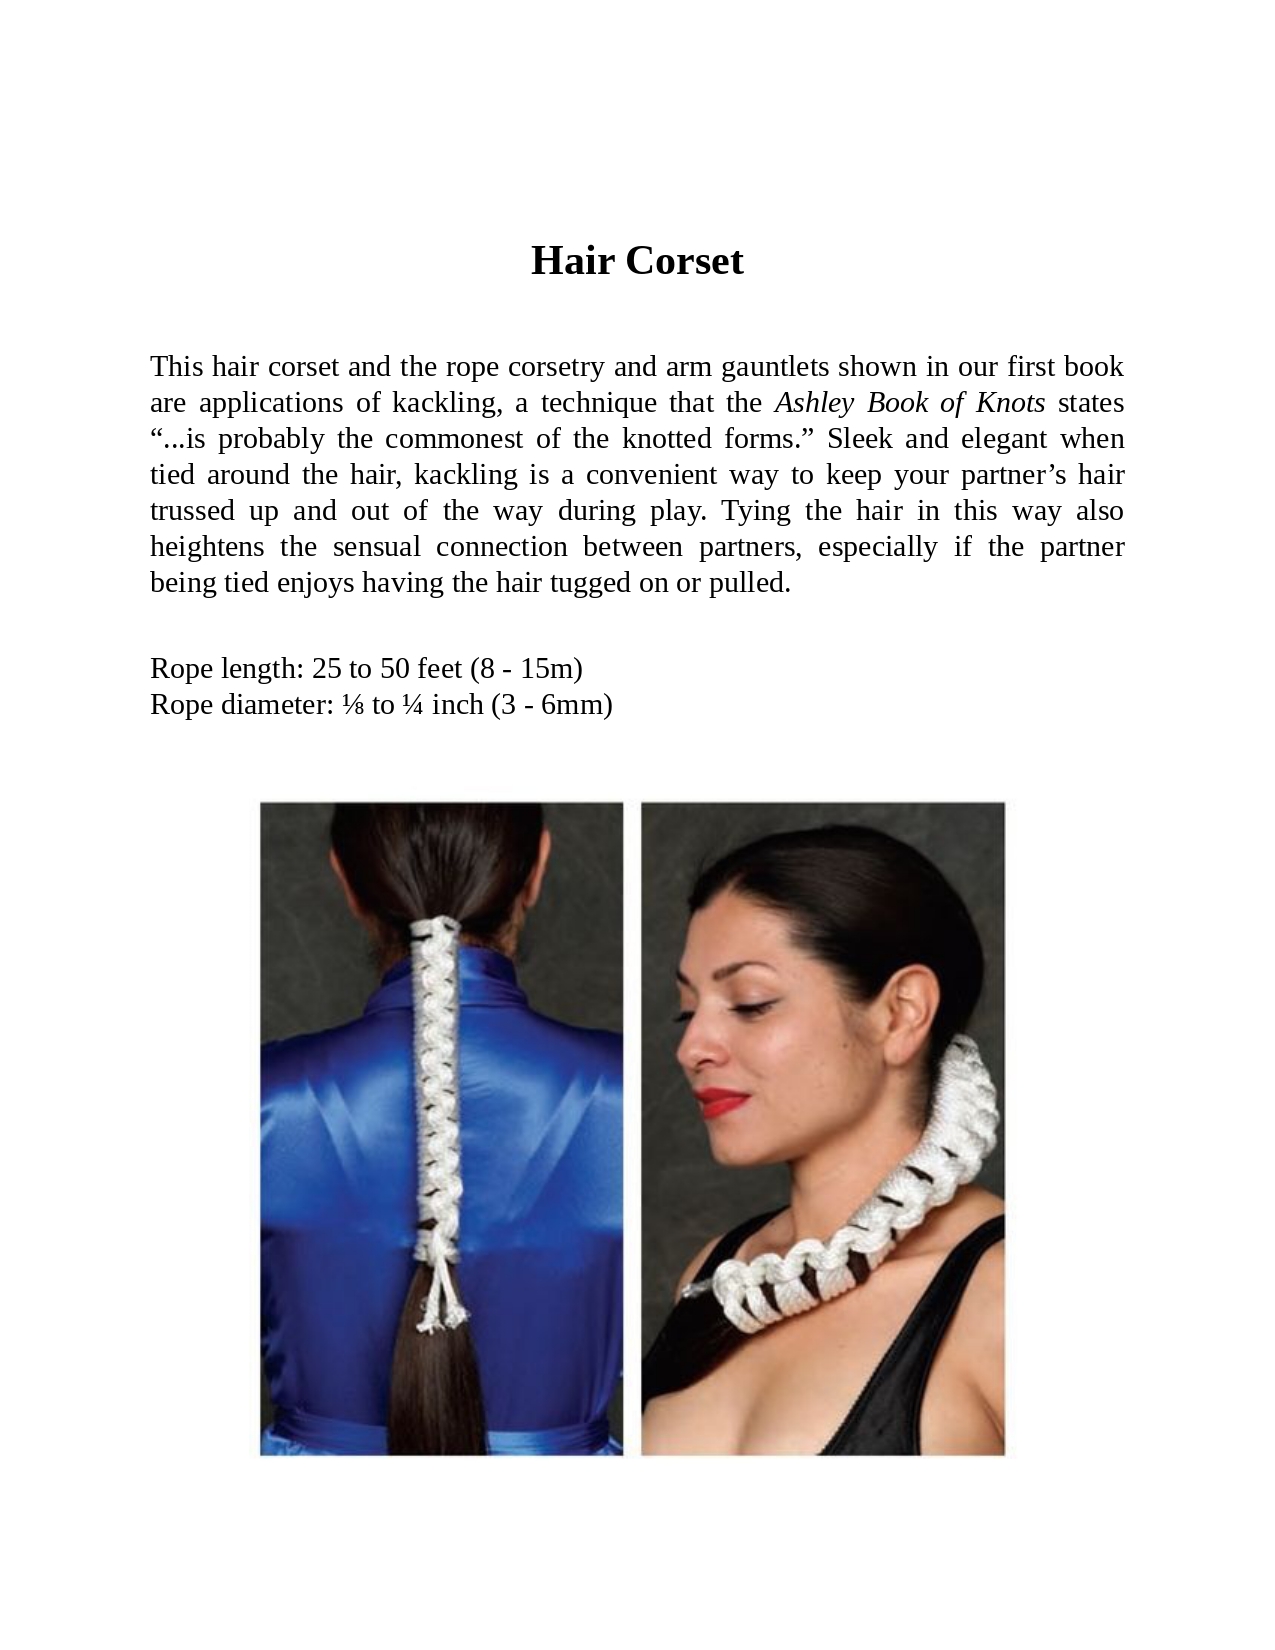 Hair Corset
This hair corset and the rope corsetry and arm gauntlets shown in our first book
are applications of kackling, a technique that the Ashley Book of Knots states
“...is probably the commonest of the knotted forms.” Sleek and elegant when
tied around the hair, kackling is a convenient way to keep your partner’s hair
trussed up and out of the way during play. Tying the hair in this way also
heightens the sensual connection between partners, especially if the partner
being tied enjoys having the hair tugged on or pulled.
Rope length: 25 to 50 feet (8 - 15m)
Rope diameter: ⅛ to ¼ inch (3 - 6mm)